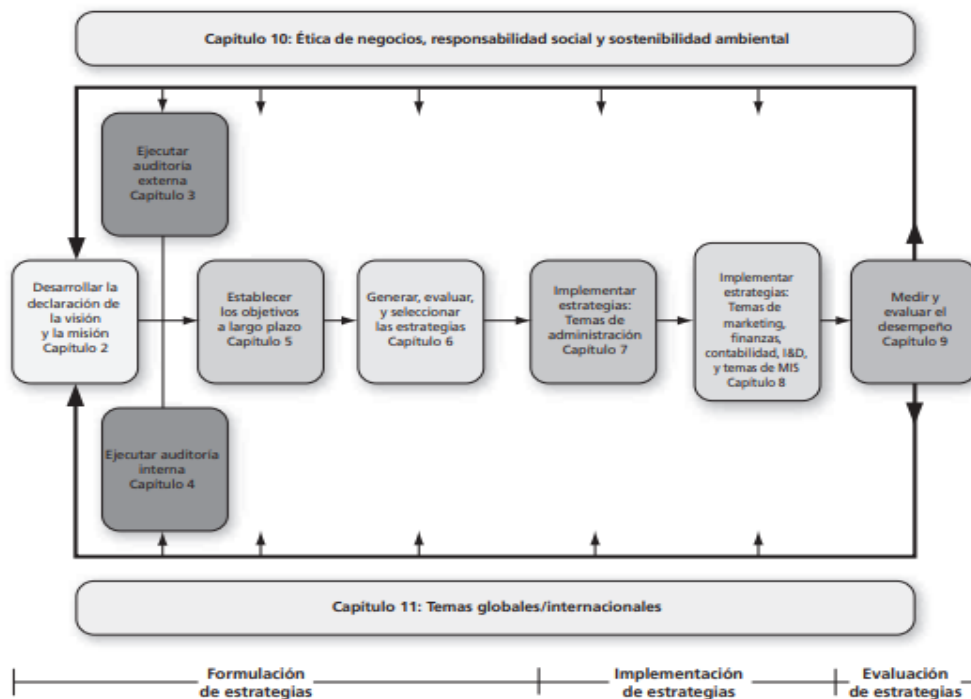 Capítulo 10: Ética de negocios, responsabilidad social y sostenibilidad ambiental
Ejecutar
auditoría
externa
Capítulo 3
Desarrollar la
declaración de
la visión
y la misión
Capítulo 2
Establecer
los objetivos
a largo plazo
Capítulo 5
Generar, evaluar,
y seleccionar
las estrategias
Capítulo 6
Implementar
estrategias:
Temas de
administración
Capítulo 7
Implementar
estrategias:
Temas de
marketing,
finanzas,
contabilidad, I&D,
y temas de MIS
Capítulo 8
Medir y
evaluar el
desempeño
Capítulo 9
Ejecutar auditoría
interna
Capítulo 4
Capítulo 11: Temas globales/internacionales
Formulación
de estrategias
Implementación
de estrategias
Evaluación
de estrategias